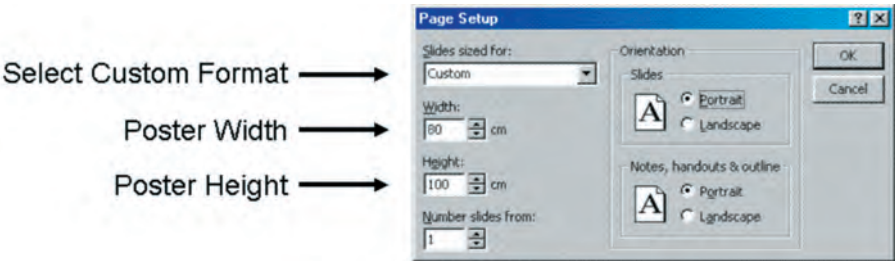 Select Custom Format
Poster Width
Poster Height
Page Setup
Slides sized for:
Custom
Width:
80 cm
Height:
100 cm
Number slides from:
1
Orientation
Slides
A
Portrait
Landscape
Notes, handouts & outline
A
Portrait
Landscape
OK
Cancel